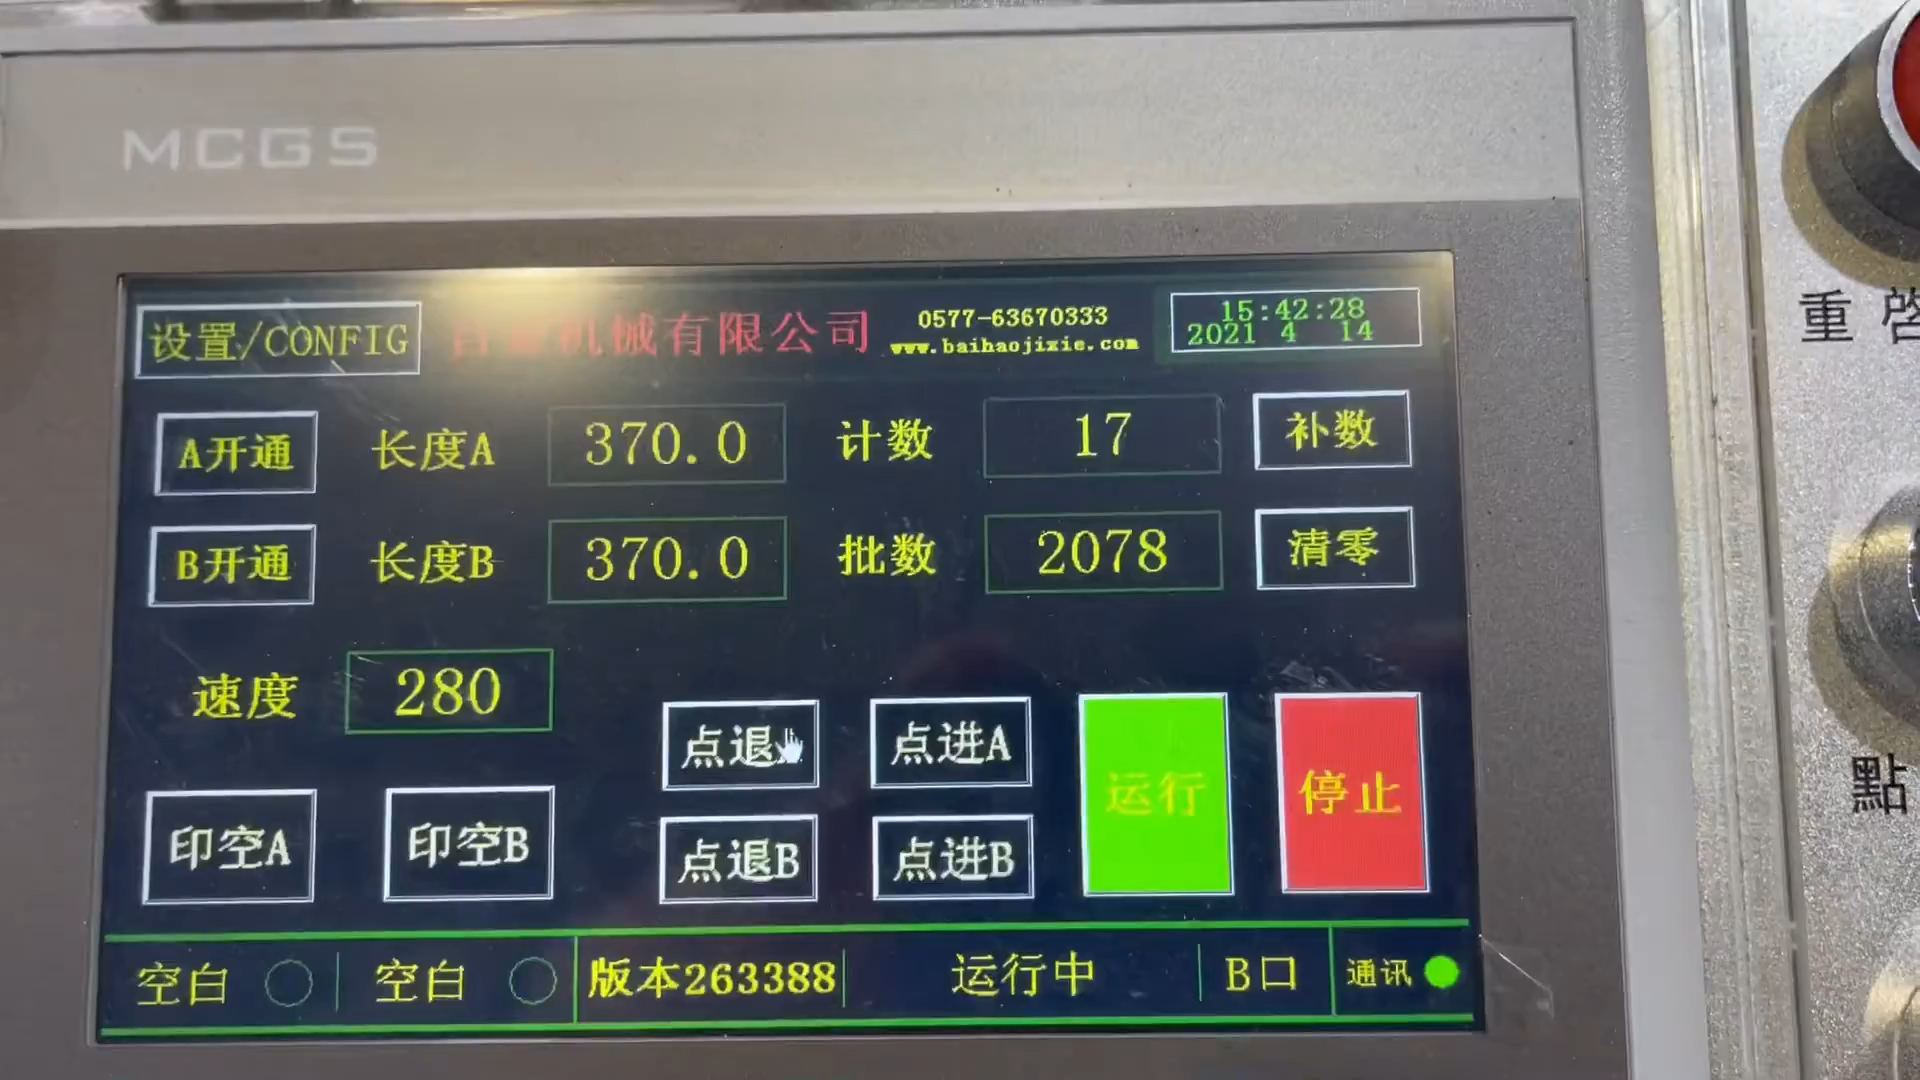 MCGS
设置/CONFIG
机械有限公司
0577-63670333
www.baihaojixie.com
15:42:28
2021 4 14
A开通 长度A 370.0 计数 17 补数
B开通 长度B 370.0 批数 2078 清零
速度 280
点退 点进A 运行 停止
印空A 印空B 点退B 点进B
空白 空白 版本263388 运行中 B口 通讯
重
點